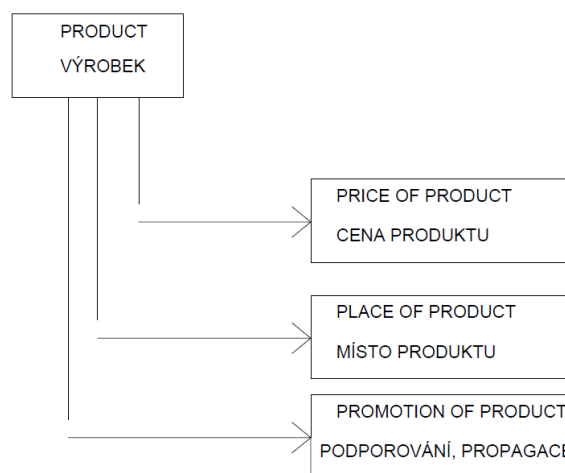 PRODUCT
VÝROBEK
PRICE OF PRODUCT
CENA PRODUKTU
PLACE OF PRODUCT
MÍSTO PRODUKTU
PROMOTION OF PRODUCT
PODPOROVÁNÍ, PROPAGACE